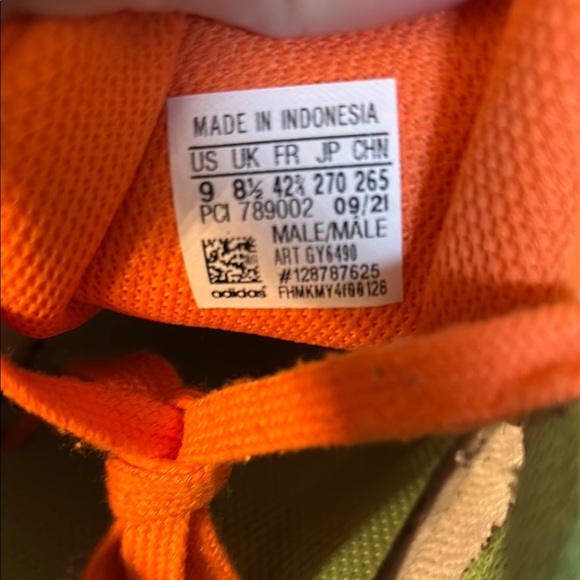 MADE IN INDONESIA
US UK FR JP CHN
9 8½ 42⅔ 270 265
PCI 789002 09/21
MALE/MÂLE
ART GY6490
#128787625
adidas FHMKMY4f00128